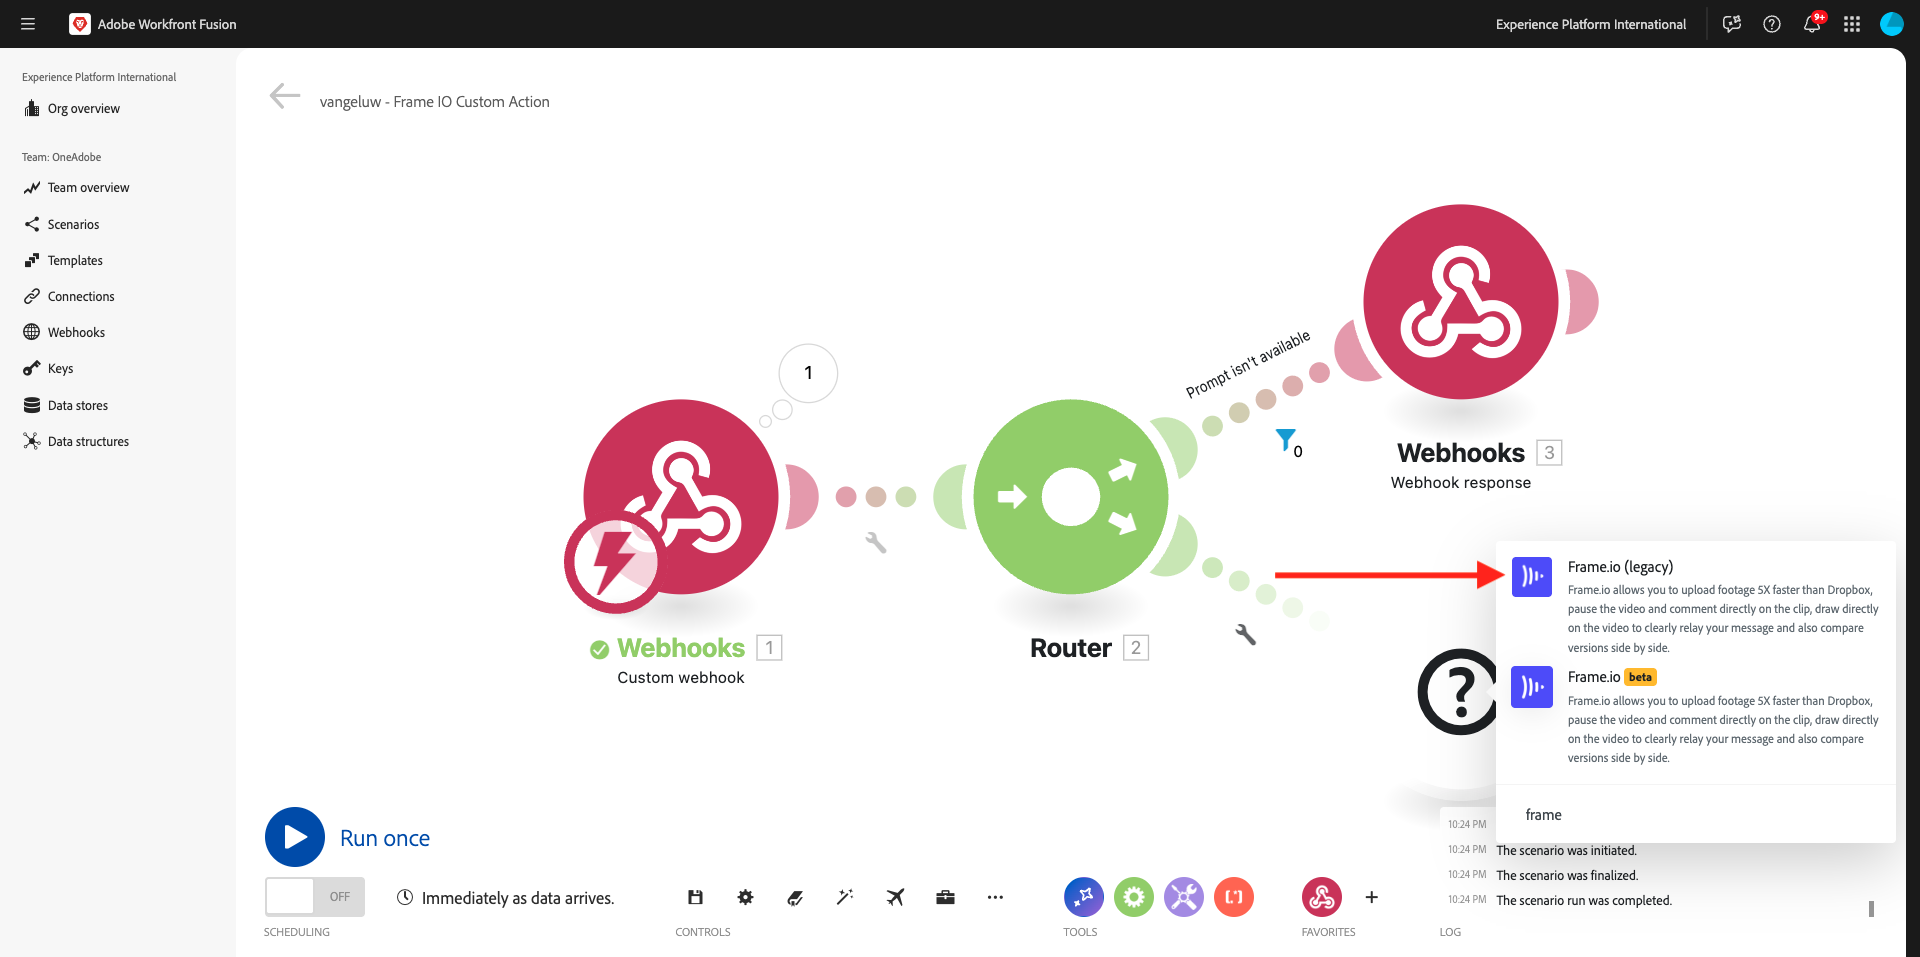 Adobe Workfront Fusion
Experience Platform International
9+
Experience Platform International
Org overview
Team: OneAdobe
Team overview
Scenarios
Templates
Connections
Webhooks
Keys
Data stores
Data structures
vangeluw - Frame IO Custom Action
1
Prompt isn't available
0
Webhooks 3
Webhook response
Webhooks 1
Custom webhook
Router 2
?
Frame.io (legacy)
Frame.io allows you to upload footage 5X faster than Dropbox,
pause the video and comment directly on the clip, draw directly
on the video to clearly relay your message and also compare
versions side by side.
Frame.io beta
Frame.io allows you to upload footage 5X faster than Dropbox,
pause the video and comment directly on the clip, draw directly
on the video to clearly relay your message and also compare
versions side by side.
frame
Run once
OFF
Immediately as data arrives.
SCHEDULING
CONTROLS
TOOLS
FAVORITES
10:24 PM
10:24 PM The scenario was initiated.
10:24 PM The scenario was finalized.
10:24 PM The scenario run was completed.
LOG